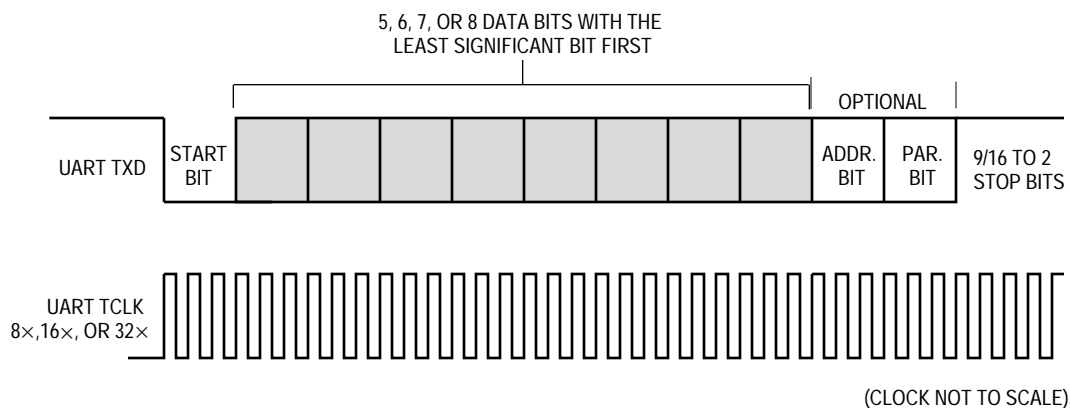 5, 6, 7, OR 8 DATA BITS WITH THE
LEAST SIGNIFICANT BIT FIRST
OPTIONAL
UART TXD
START
BIT
ADDR.
BIT
PAR.
BIT
9/16 TO 2
STOP BITS
UART TCLK
8×,16×, OR 32×
(CLOCK NOT TO SCALE)